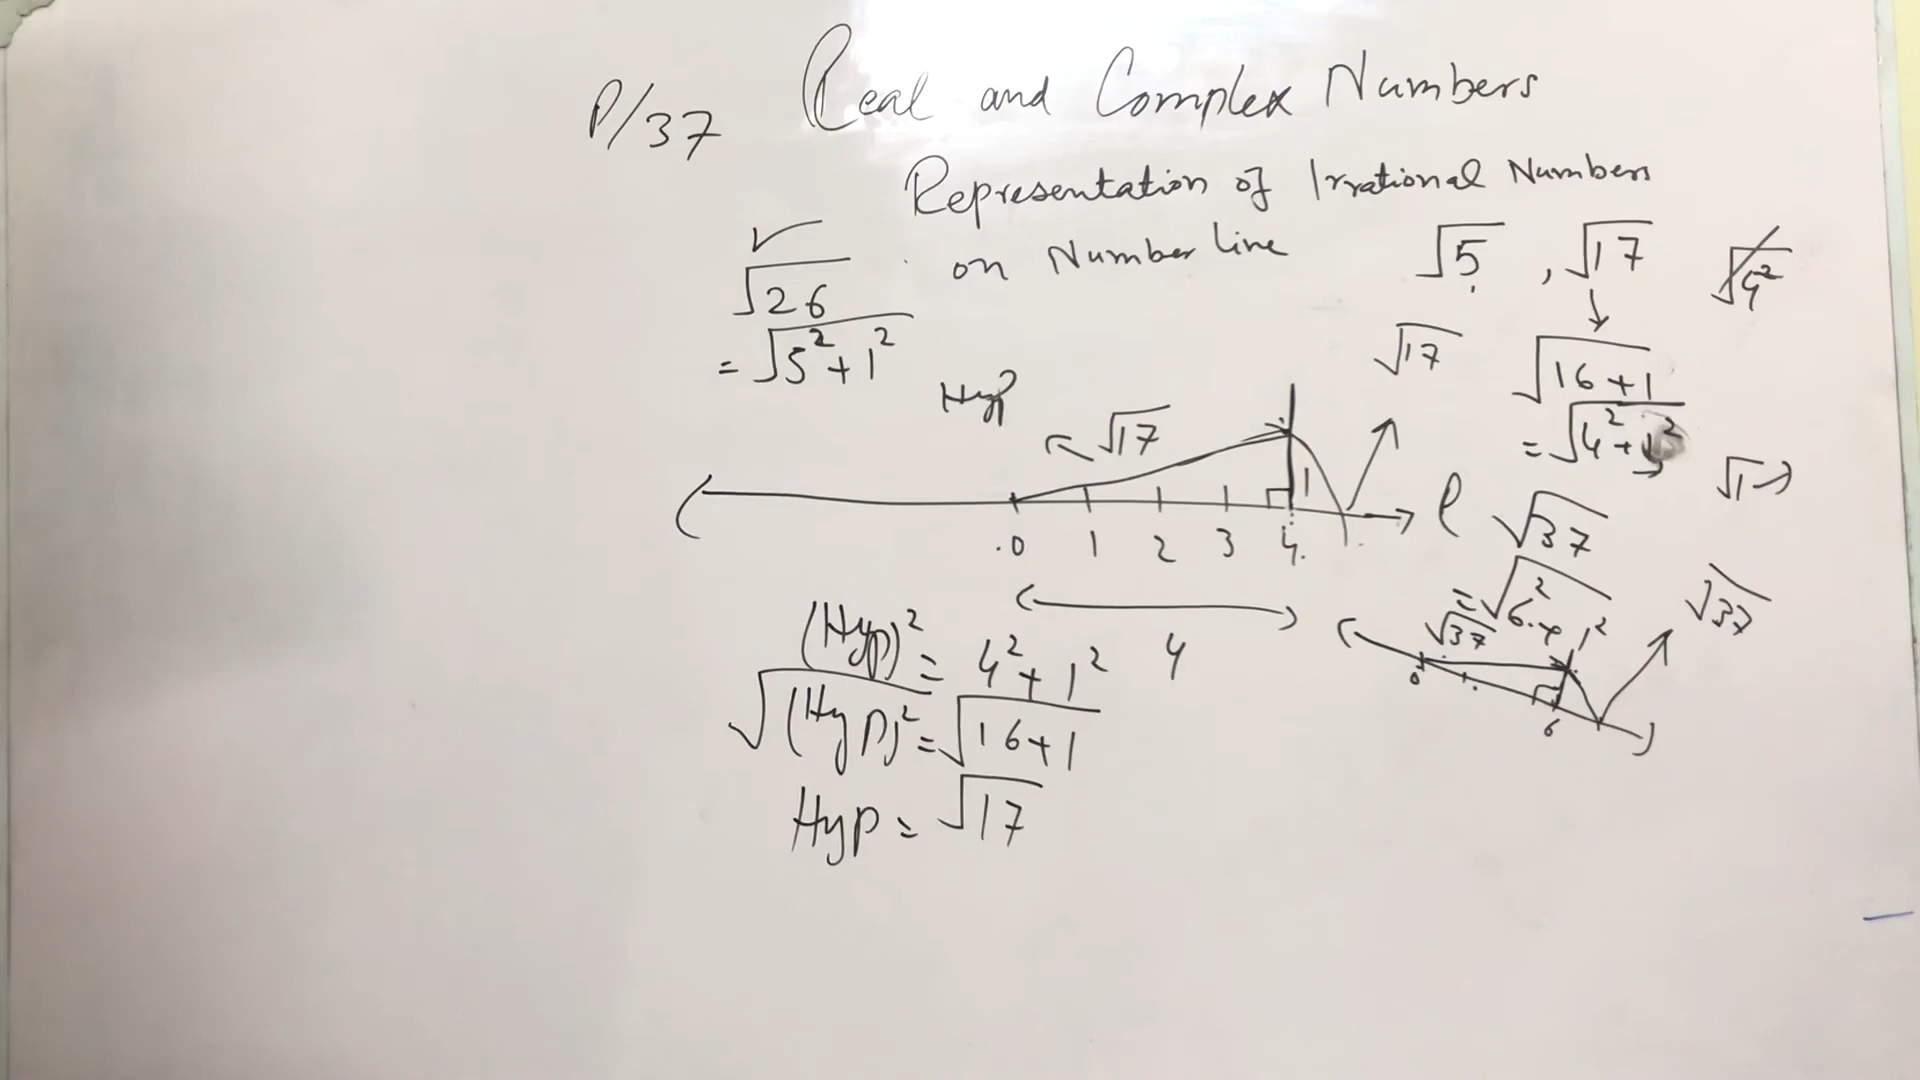 P/37 Real and Complex Numbers
Representation of Irrational Numbers
on Number line
√5 , √17
√4²
√26
= √5² + 1²
√17
√16+1
= √4² + 1²
Hyp
√17
1
0 1 2 3 4
l
4
√37
= √6² + 1²
√37
√37
0 1 6
(Hyp)² = 4² + 1²
√(Hyp)² = √16+1
Hyp = √17